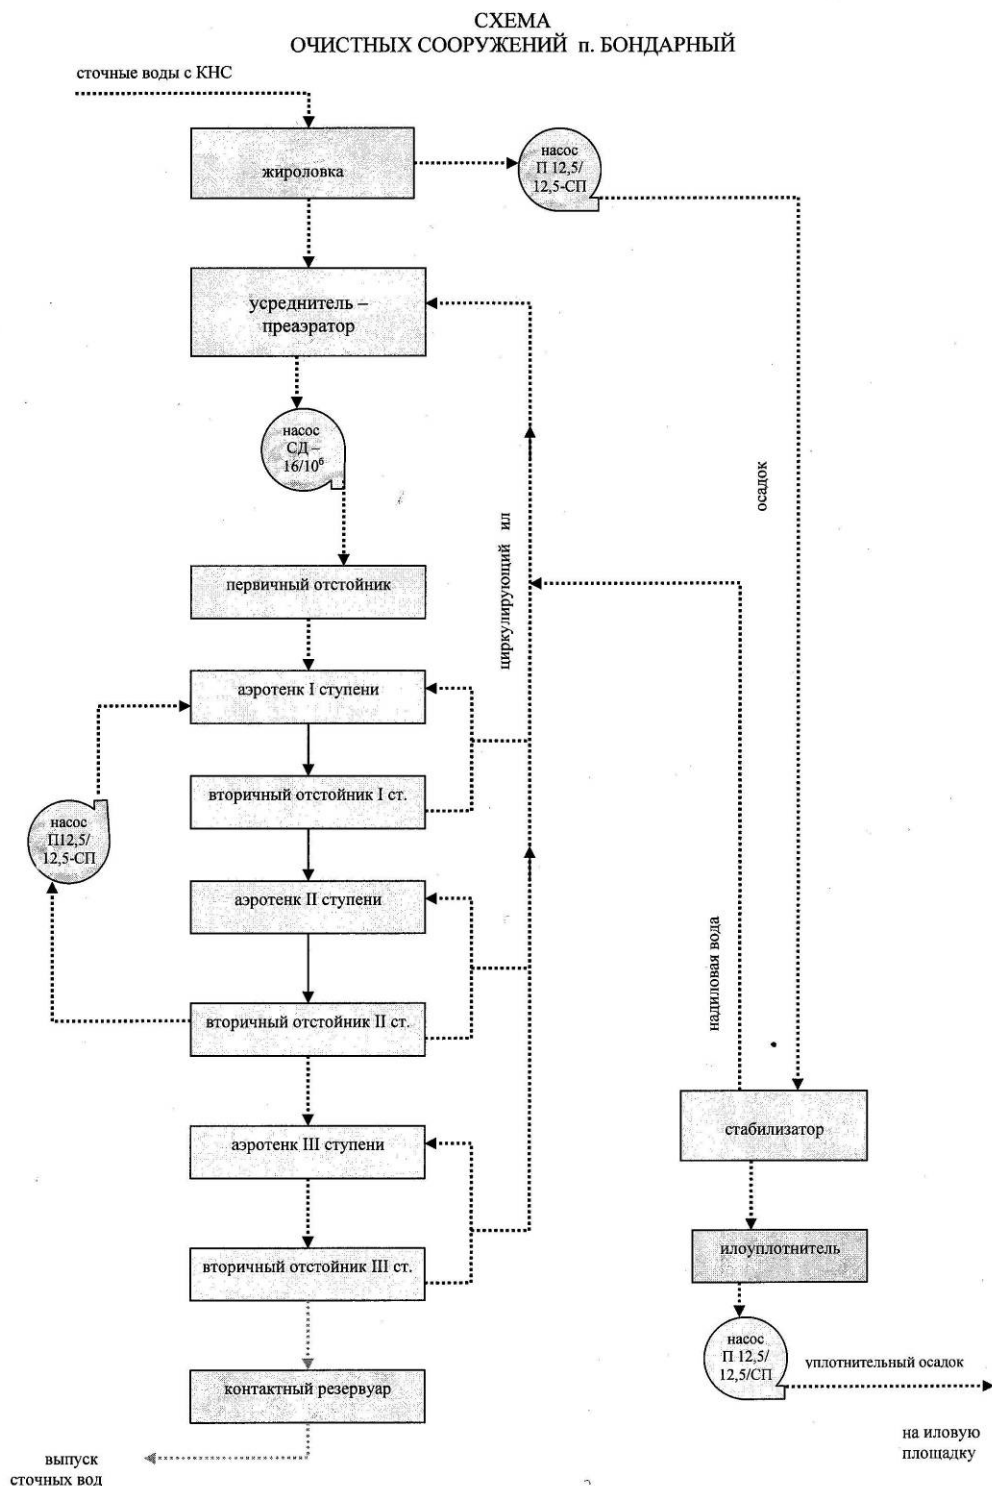 СХЕМА
ОЧИСТНЫХ СООРУЖЕНИЙ п. БОНДАРНЫЙ
сточные воды с КНС
жироловка
насос
П 12,5/
12,5-СП
усреднитель –
преаэратор
насос
СД –
16/10б
осадок
циркулирующий ил
первичный отстойник
аэротенк I ступени
вторичный отстойник I ст.
насос
П12,5/
12,5-СП
аэротенк II ступени
надиловая вода
вторичный отстойник II ст.
аэротенк III ступени
стабилизатор
илоуплотнитель
вторичный отстойник III ст.
насос
П 12,5/
12,5/СП
уплотнительный осадок
контактный резервуар
на иловую
площадку
выпуск
сточных вод